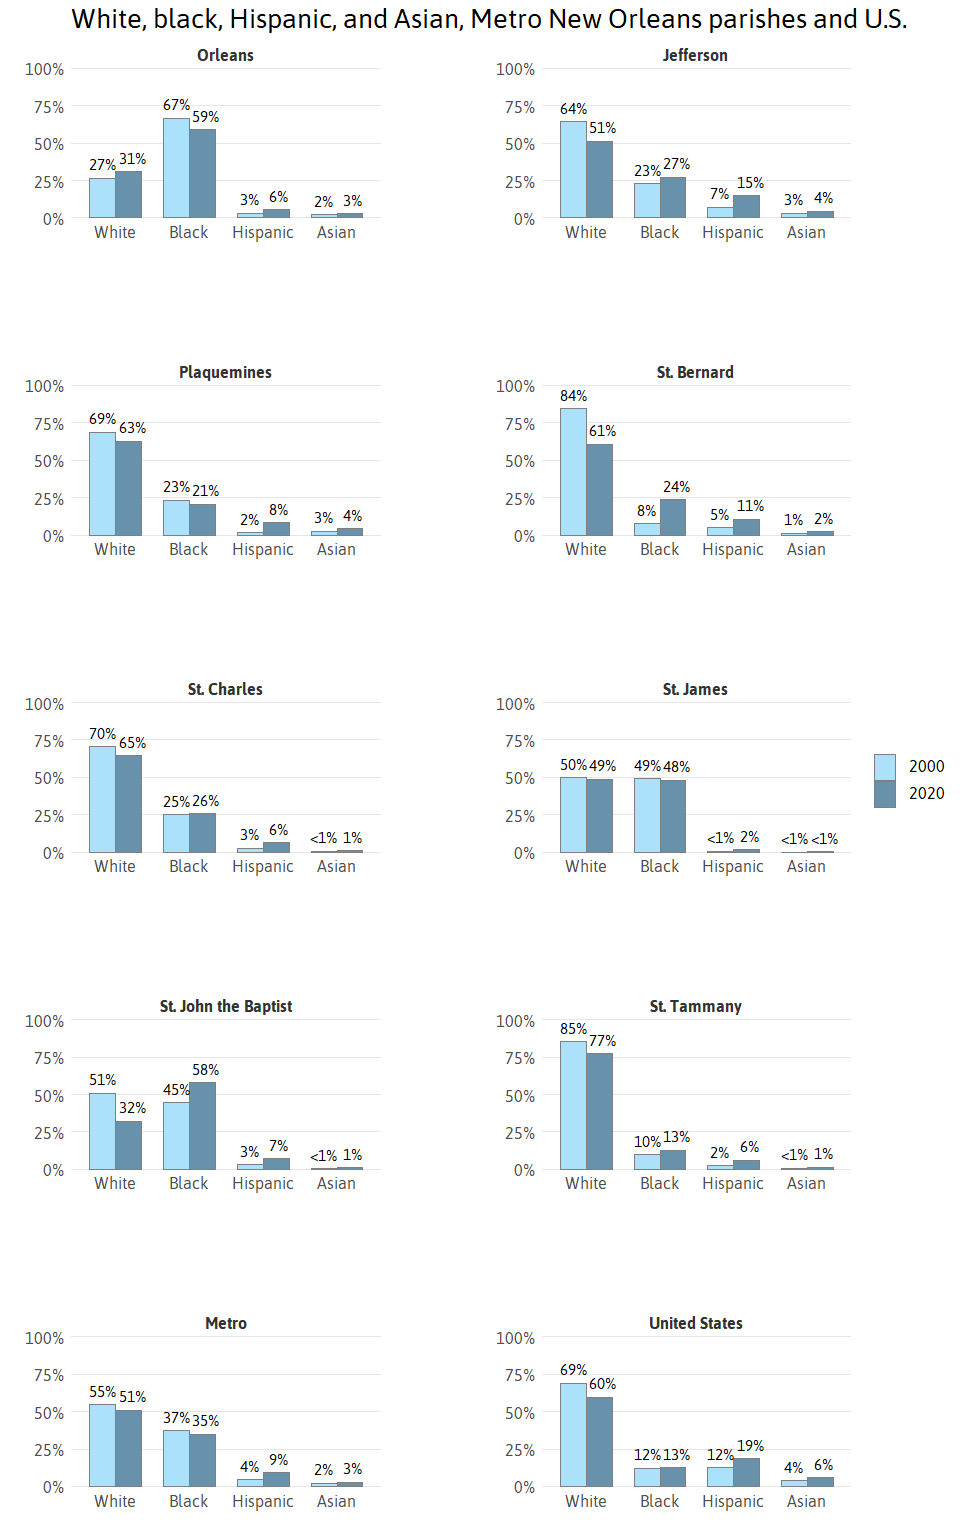 White, black, Hispanic, and Asian, Metro New Orleans parishes and U.S.
Orleans
100%
75%
50%
25%
0%
27% 31% 67% 59% 3% 6% 2% 3%
White Black Hispanic Asian
Jefferson
100%
75%
50%
25%
0%
64% 51% 23% 27% 7% 15% 3% 4%
White Black Hispanic Asian
Plaquemines
100%
75%
50%
25%
0%
69% 63% 23% 21% 2% 8% 3% 4%
White Black Hispanic Asian
St. Bernard
100%
75%
50%
25%
0%
84% 61% 8% 24% 5% 11% 1% 2%
White Black Hispanic Asian
St. Charles
100%
75%
50%
25%
0%
70% 65% 25% 26% 3% 6% <1% 1%
White Black Hispanic Asian
St. James
100%
75%
50%
25%
0%
50% 49% 49% 48% <1% 2% <1% <1%
White Black Hispanic Asian
2000
2020
St. John the Baptist
100%
75%
50%
25%
0%
51% 32% 45% 58% 3% 7% <1% 1%
White Black Hispanic Asian
St. Tammany
100%
75%
50%
25%
0%
85% 77% 10% 13% 2% 6% <1% 1%
White Black Hispanic Asian
Metro
100%
75%
50%
25%
0%
55% 51% 37% 35% 4% 9% 2% 3%
White Black Hispanic Asian
United States
100%
75%
50%
25%
0%
69% 60% 12% 13% 12% 19% 4% 6%
White Black Hispanic Asian